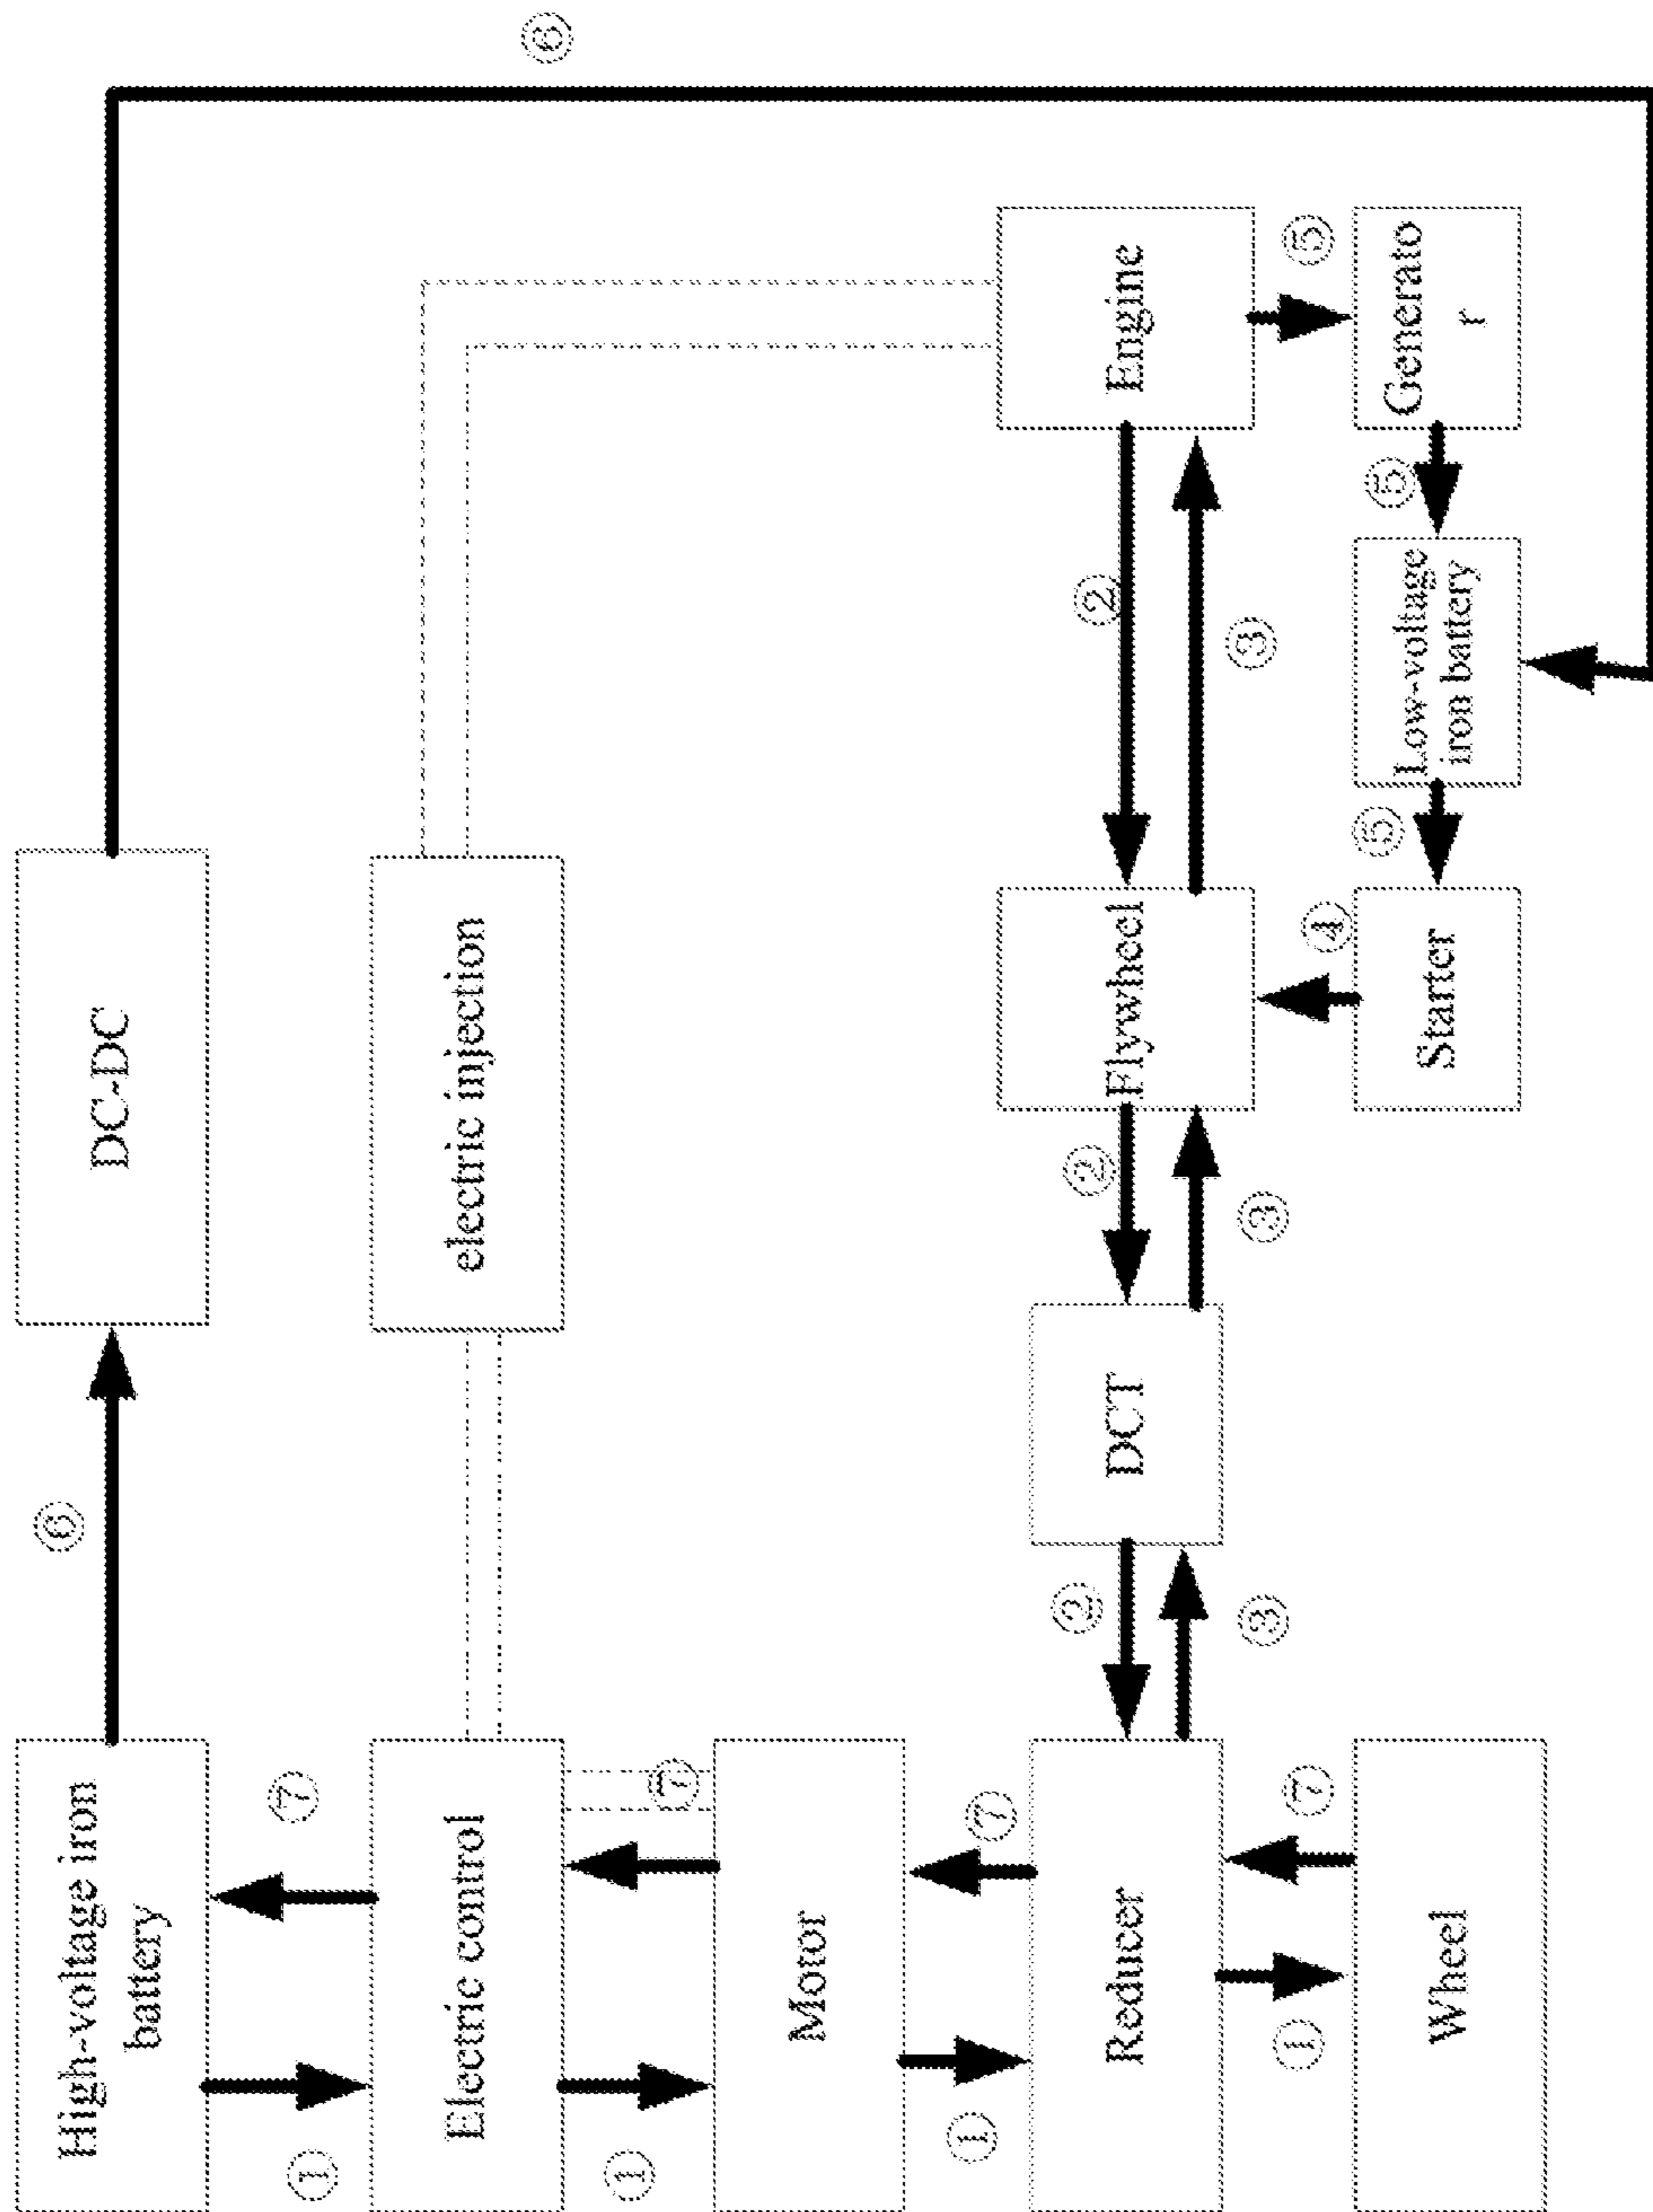 ⑥
High-voltage iron
battery
DC-DC
①
⑦
Electric control
electric injection
⑥
①
⑦
Motor
①
⑦
②
②
②
Reducer
DCT
Flywheel
Engine
③
③
③
①
⑦
④
⑤
⑤
⑤
Wheel
Starter
Low-voltage
iron battery
Generato
r